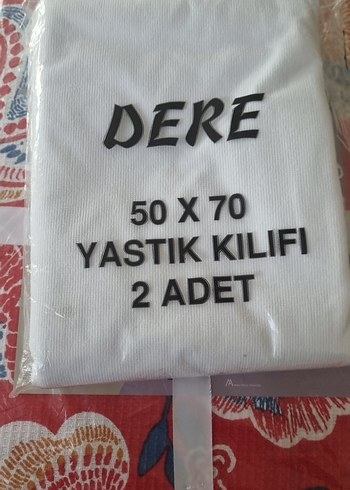 DERE
50 X 70
YASTIK KILIFI
2 ADET